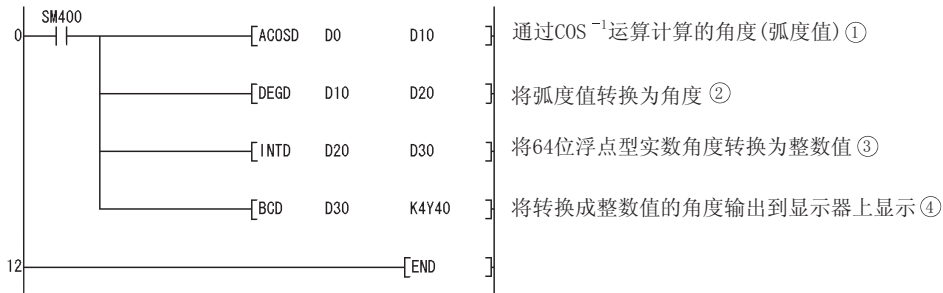 SM400
0 [ACOSD D0 D10 ] 通过COS⁻¹运算计算的角度(弧度值)①
[DEGD D10 D20 ] 将弧度值转换为角度②
[INTD D20 D30 ] 将64位浮点型实数角度转换为整数值③
[BCD D30 K4Y40 ] 将转换成整数值的角度输出到显示器上显示④
12 [END ]